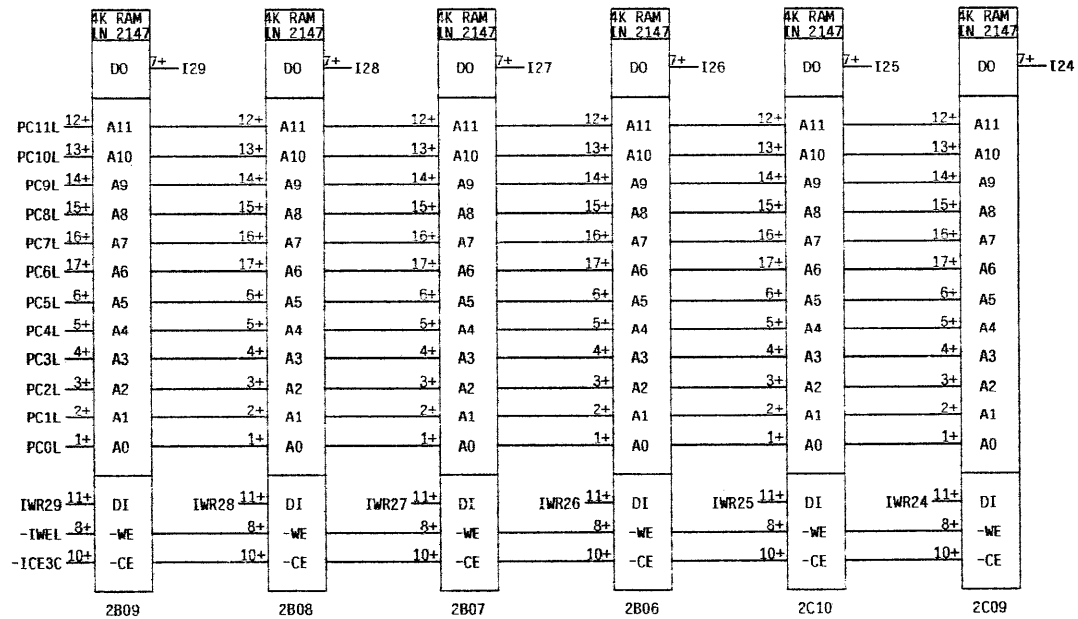 4K RAM 4K RAM 4K RAM 4K RAM 4K RAM 4K RAM
IN 2147 IN 2147 IN 2147 IN 2147 IN 2147 IN 2147
DO 7+ I29 DO 7+ I28 DO 7+ I27 DO 7+ I26 DO 7+ I25 DO 7+ I24
PC11L 12+ A11 12+ A11 12+ A11 12+ A11 12+ A11 12+ A11
PC10L 13+ A10 13+ A10 13+ A10 13+ A10 13+ A10 13+ A10
PC9L 14+ A9 14+ A9 14+ A9 14+ A9 14+ A9 14+ A9
PC8L 15+ A8 15+ A8 15+ A8 15+ A8 15+ A8 15+ A8
PC7L 16+ A7 16+ A7 16+ A7 16+ A7 16+ A7 16+ A7
PC6L 17+ A6 17+ A6 17+ A6 17+ A6 17+ A6 17+ A6
PC5L 6+ A5 6+ A5 6+ A5 6+ A5 6+ A5 6+ A5
PC4L 5+ A4 5+ A4 5+ A4 5+ A4 5+ A4 5+ A4
PC3L 4+ A3 4+ A3 4+ A3 4+ A3 4+ A3 4+ A3
PC2L 3+ A2 3+ A2 3+ A2 3+ A2 3+ A2 3+ A2
PC1L 2+ A1 2+ A1 2+ A1 2+ A1 2+ A1 2+ A1
PC0L 1+ A0 1+ A0 1+ A0 1+ A0 1+ A0 1+ A0
IWR29 11+ DI IWR28 11+ DI IWR27 11+ DI IWR26 11+ DI IWR25 11+ DI IWR24 11+ DI
-IWEL 8+ -WE 8+ -WE 8+ -WE 8+ -WE 8+ -WE 8+ -WE
-ICE3C 10+ -CE 10+ -CE 10+ -CE 10+ -CE 10+ -CE 10+ -CE
2B09 2B08 2B07 2B06 2C10 2C09